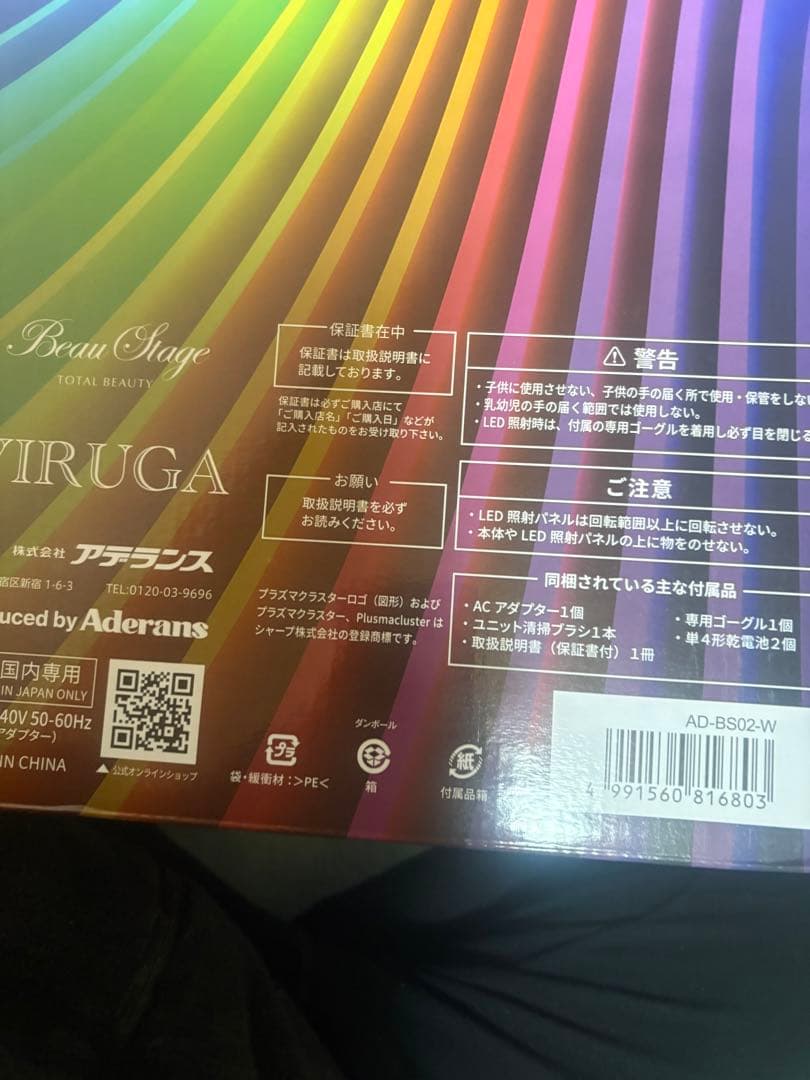 Beau Stage
TOTAL BEAUTY
VIRUGA
株式会社 アデランス
宿区新宿 1-6-3 TEL:0120-03-9696
uced by Aderans
国内専用
IN JAPAN ONLY
40V 50-60Hz
アダプター）
IN CHINA
▲ 公式オンラインショップ
保証書在中
保証書は取扱説明書に
記載しております。
保証書は必ずご購入店にて
「ご購入店名」「ご購入日」などが
記入されたものをお受け取り下さい。
お願い
取扱説明書を必ず
お読みください。
プラズマクラスターロゴ（図形）および
プラズマクラスター、Plusmacluster は
シャープ株式会社の登録商標です。
プラ
袋・緩衝材：＞PE＜
ダンボール
箱
紙
付属品箱
⚠ 警告
・子供に使用させない、子供の手の届く所で使用・保管をしない
・乳幼児の手の届く範囲では使用しない。
・LED 照射時は、付属の専用ゴーグルを着用し必ず目を閉じる
ご注意
・LED 照射パネルは回転範囲以上に回転させない。
・本体や LED 照射パネルの上に物をのせない。
同梱されている主な付属品
・AC アダプター1個
・ユニット清掃ブラシ1本
・取扱説明書（保証書付）1冊
・専用ゴーグル1個
・単4形乾電池2個
AD-BS02-W
4 991560 816803